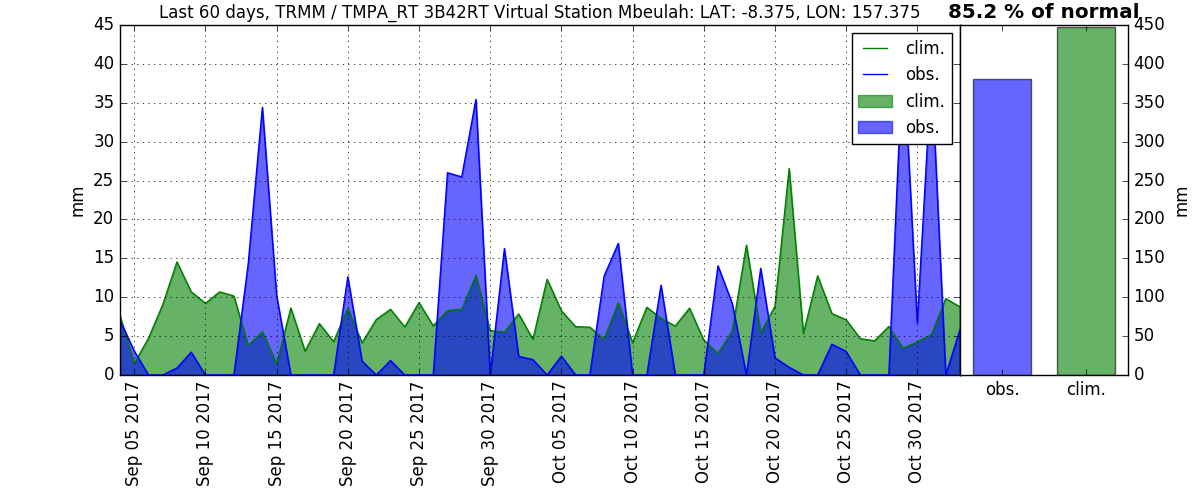 Last 60 days, TRMM / TMPA_RT 3B42RT Virtual Station Mbeulah: LAT: -8.375, LON: 157.375
85.2 % of normal
45
40
35
30
25
20
15
10
5
0
mm
clim.
obs.
clim.
obs.
450
400
350
300
250
200
150
100
50
0
mm
Sep 05 2017
Sep 10 2017
Sep 15 2017
Sep 20 2017
Sep 25 2017
Sep 30 2017
Oct 05 2017
Oct 10 2017
Oct 15 2017
Oct 20 2017
Oct 25 2017
Oct 30 2017
obs.
clim.